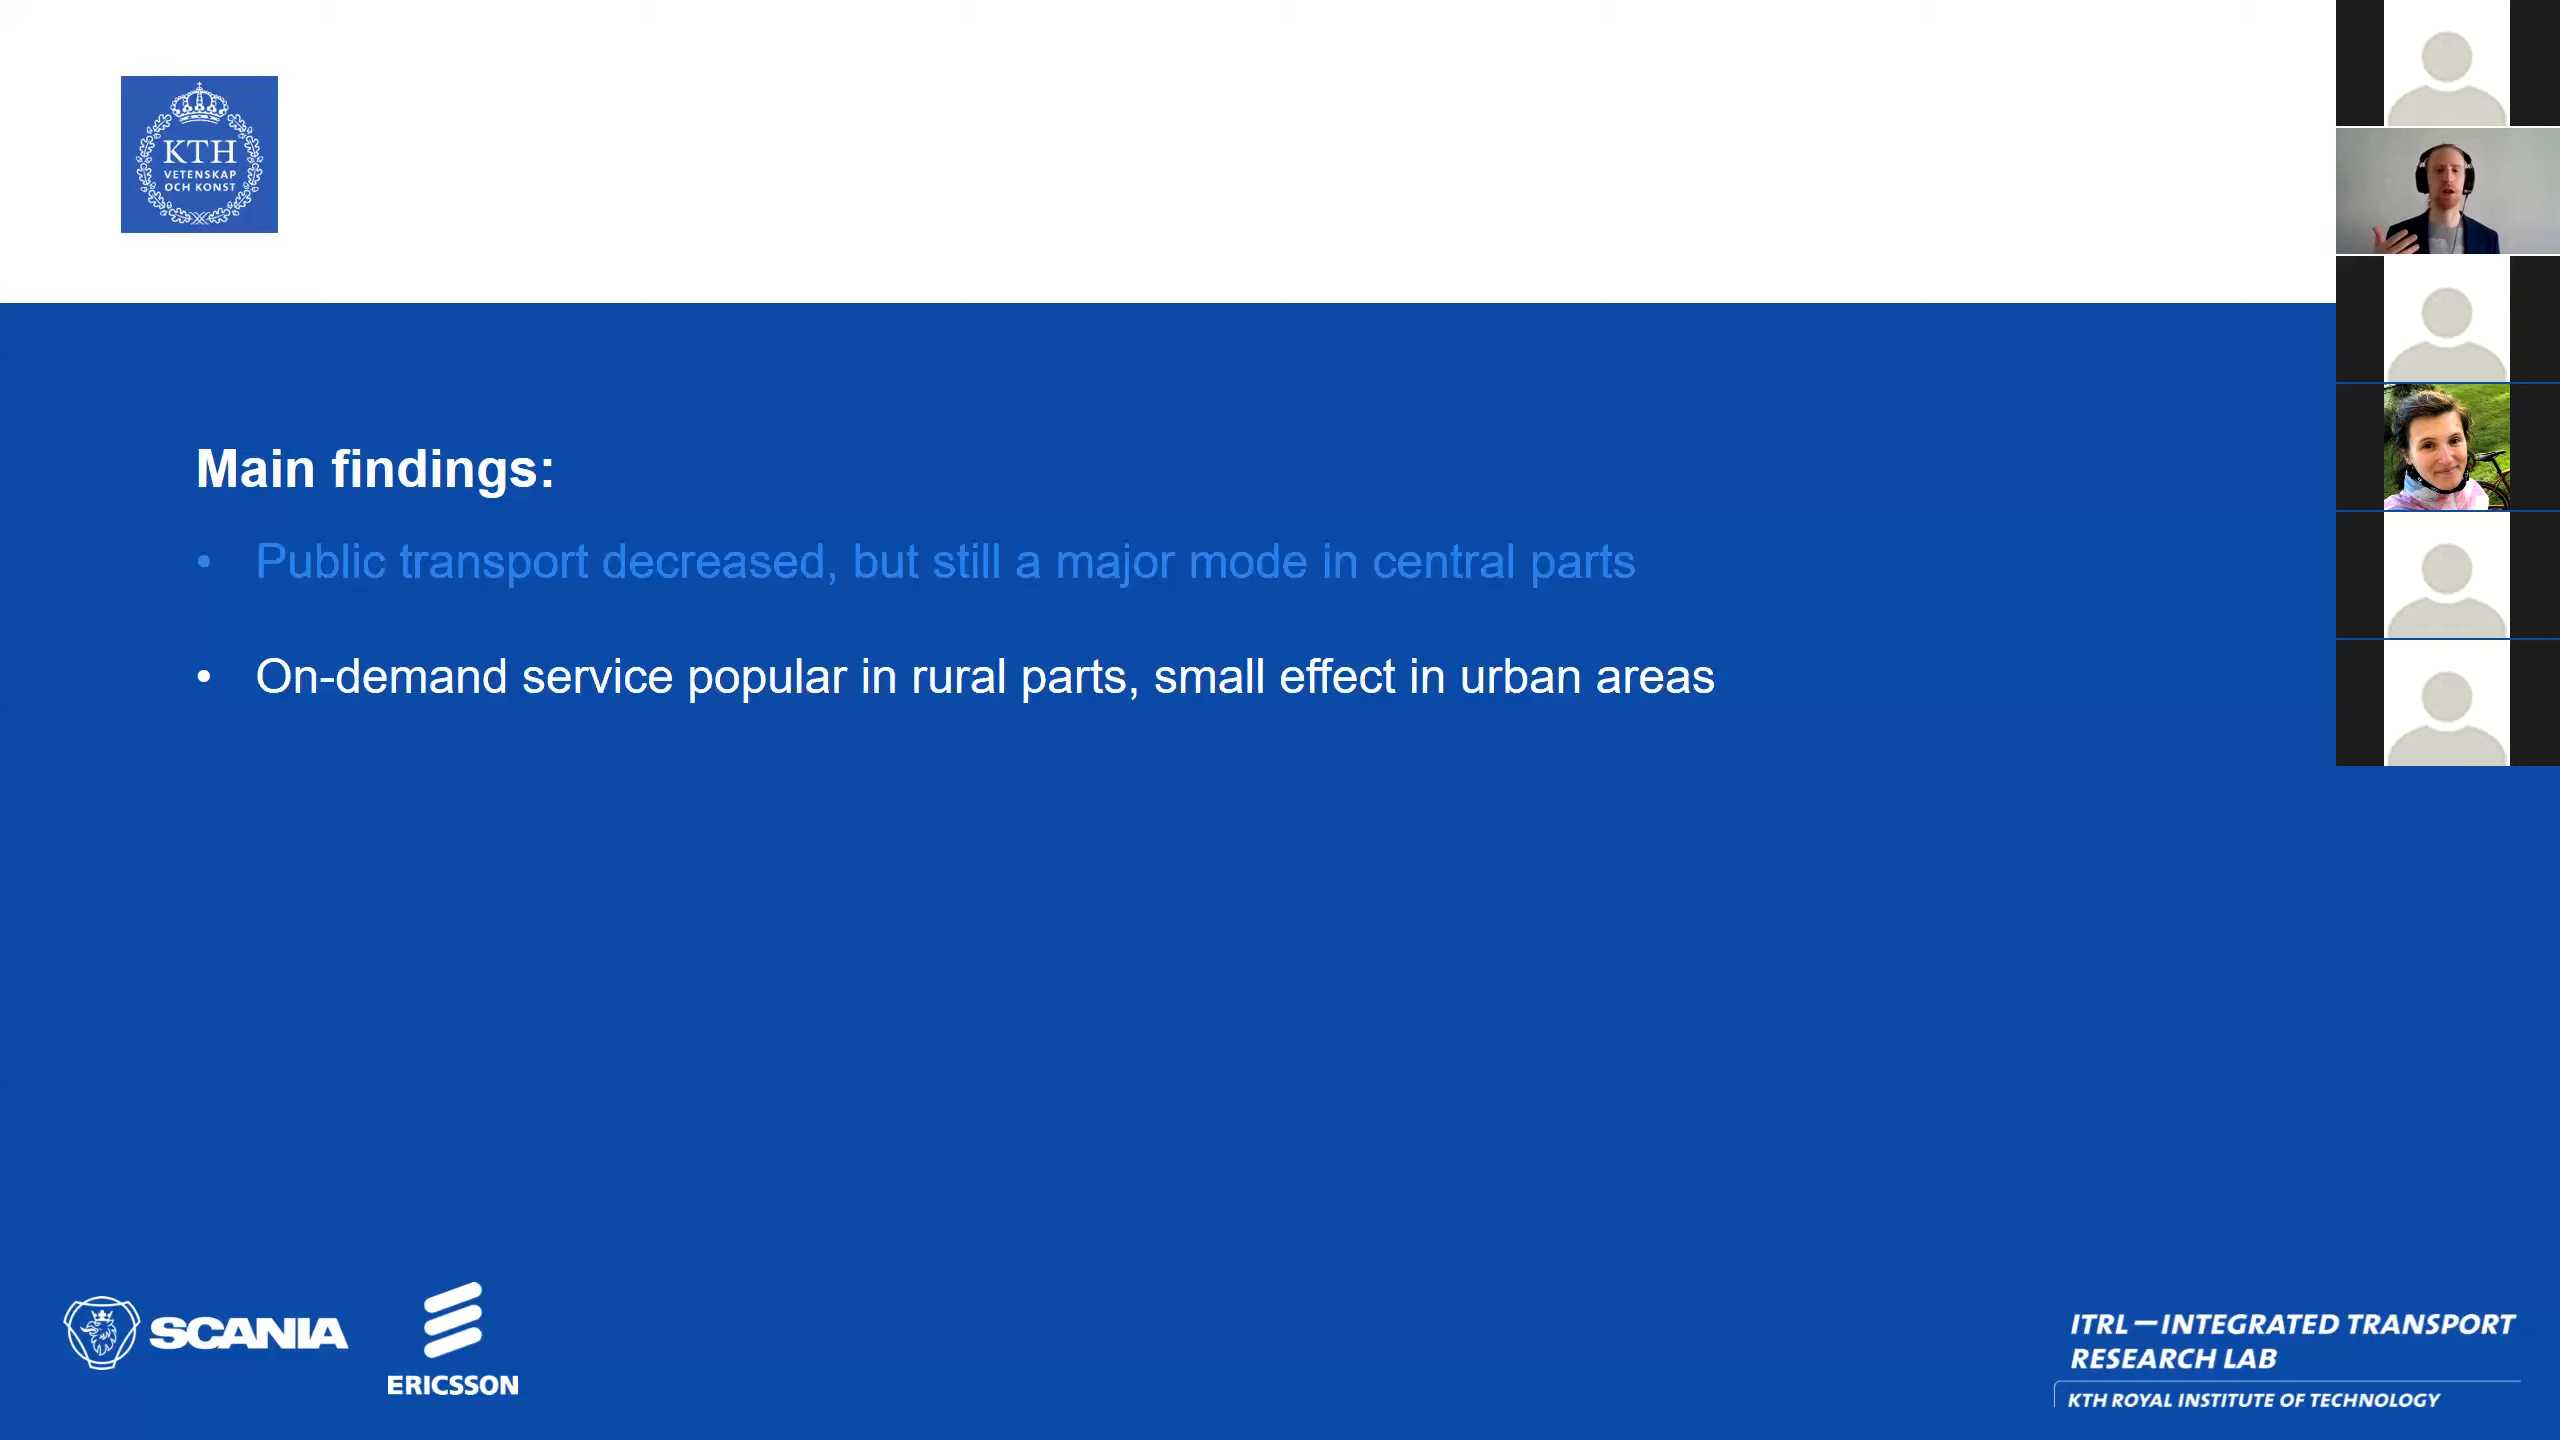 KTH
VETENSKAP
OCH KONST
Main findings:
• Public transport decreased, but still a major mode in central parts
• On-demand service popular in rural parts, small effect in urban areas
SCANIA
ERICSSON
ITRL – INTEGRATED TRANSPORT
RESEARCH LAB
KTH ROYAL INSTITUTE OF TECHNOLOGY